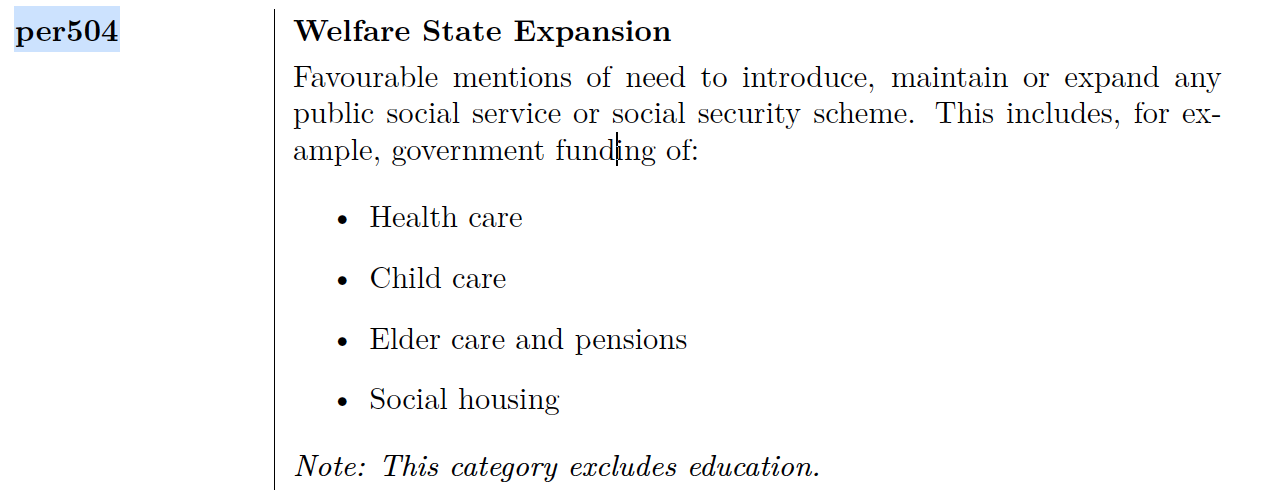 per504
Welfare State Expansion
Favourable mentions of need to introduce, maintain or expand any
public social service or social security scheme. This includes, for ex-
ample, government funding of:
• Health care
• Child care
• Elder care and pensions
• Social housing
Note: This category excludes education.